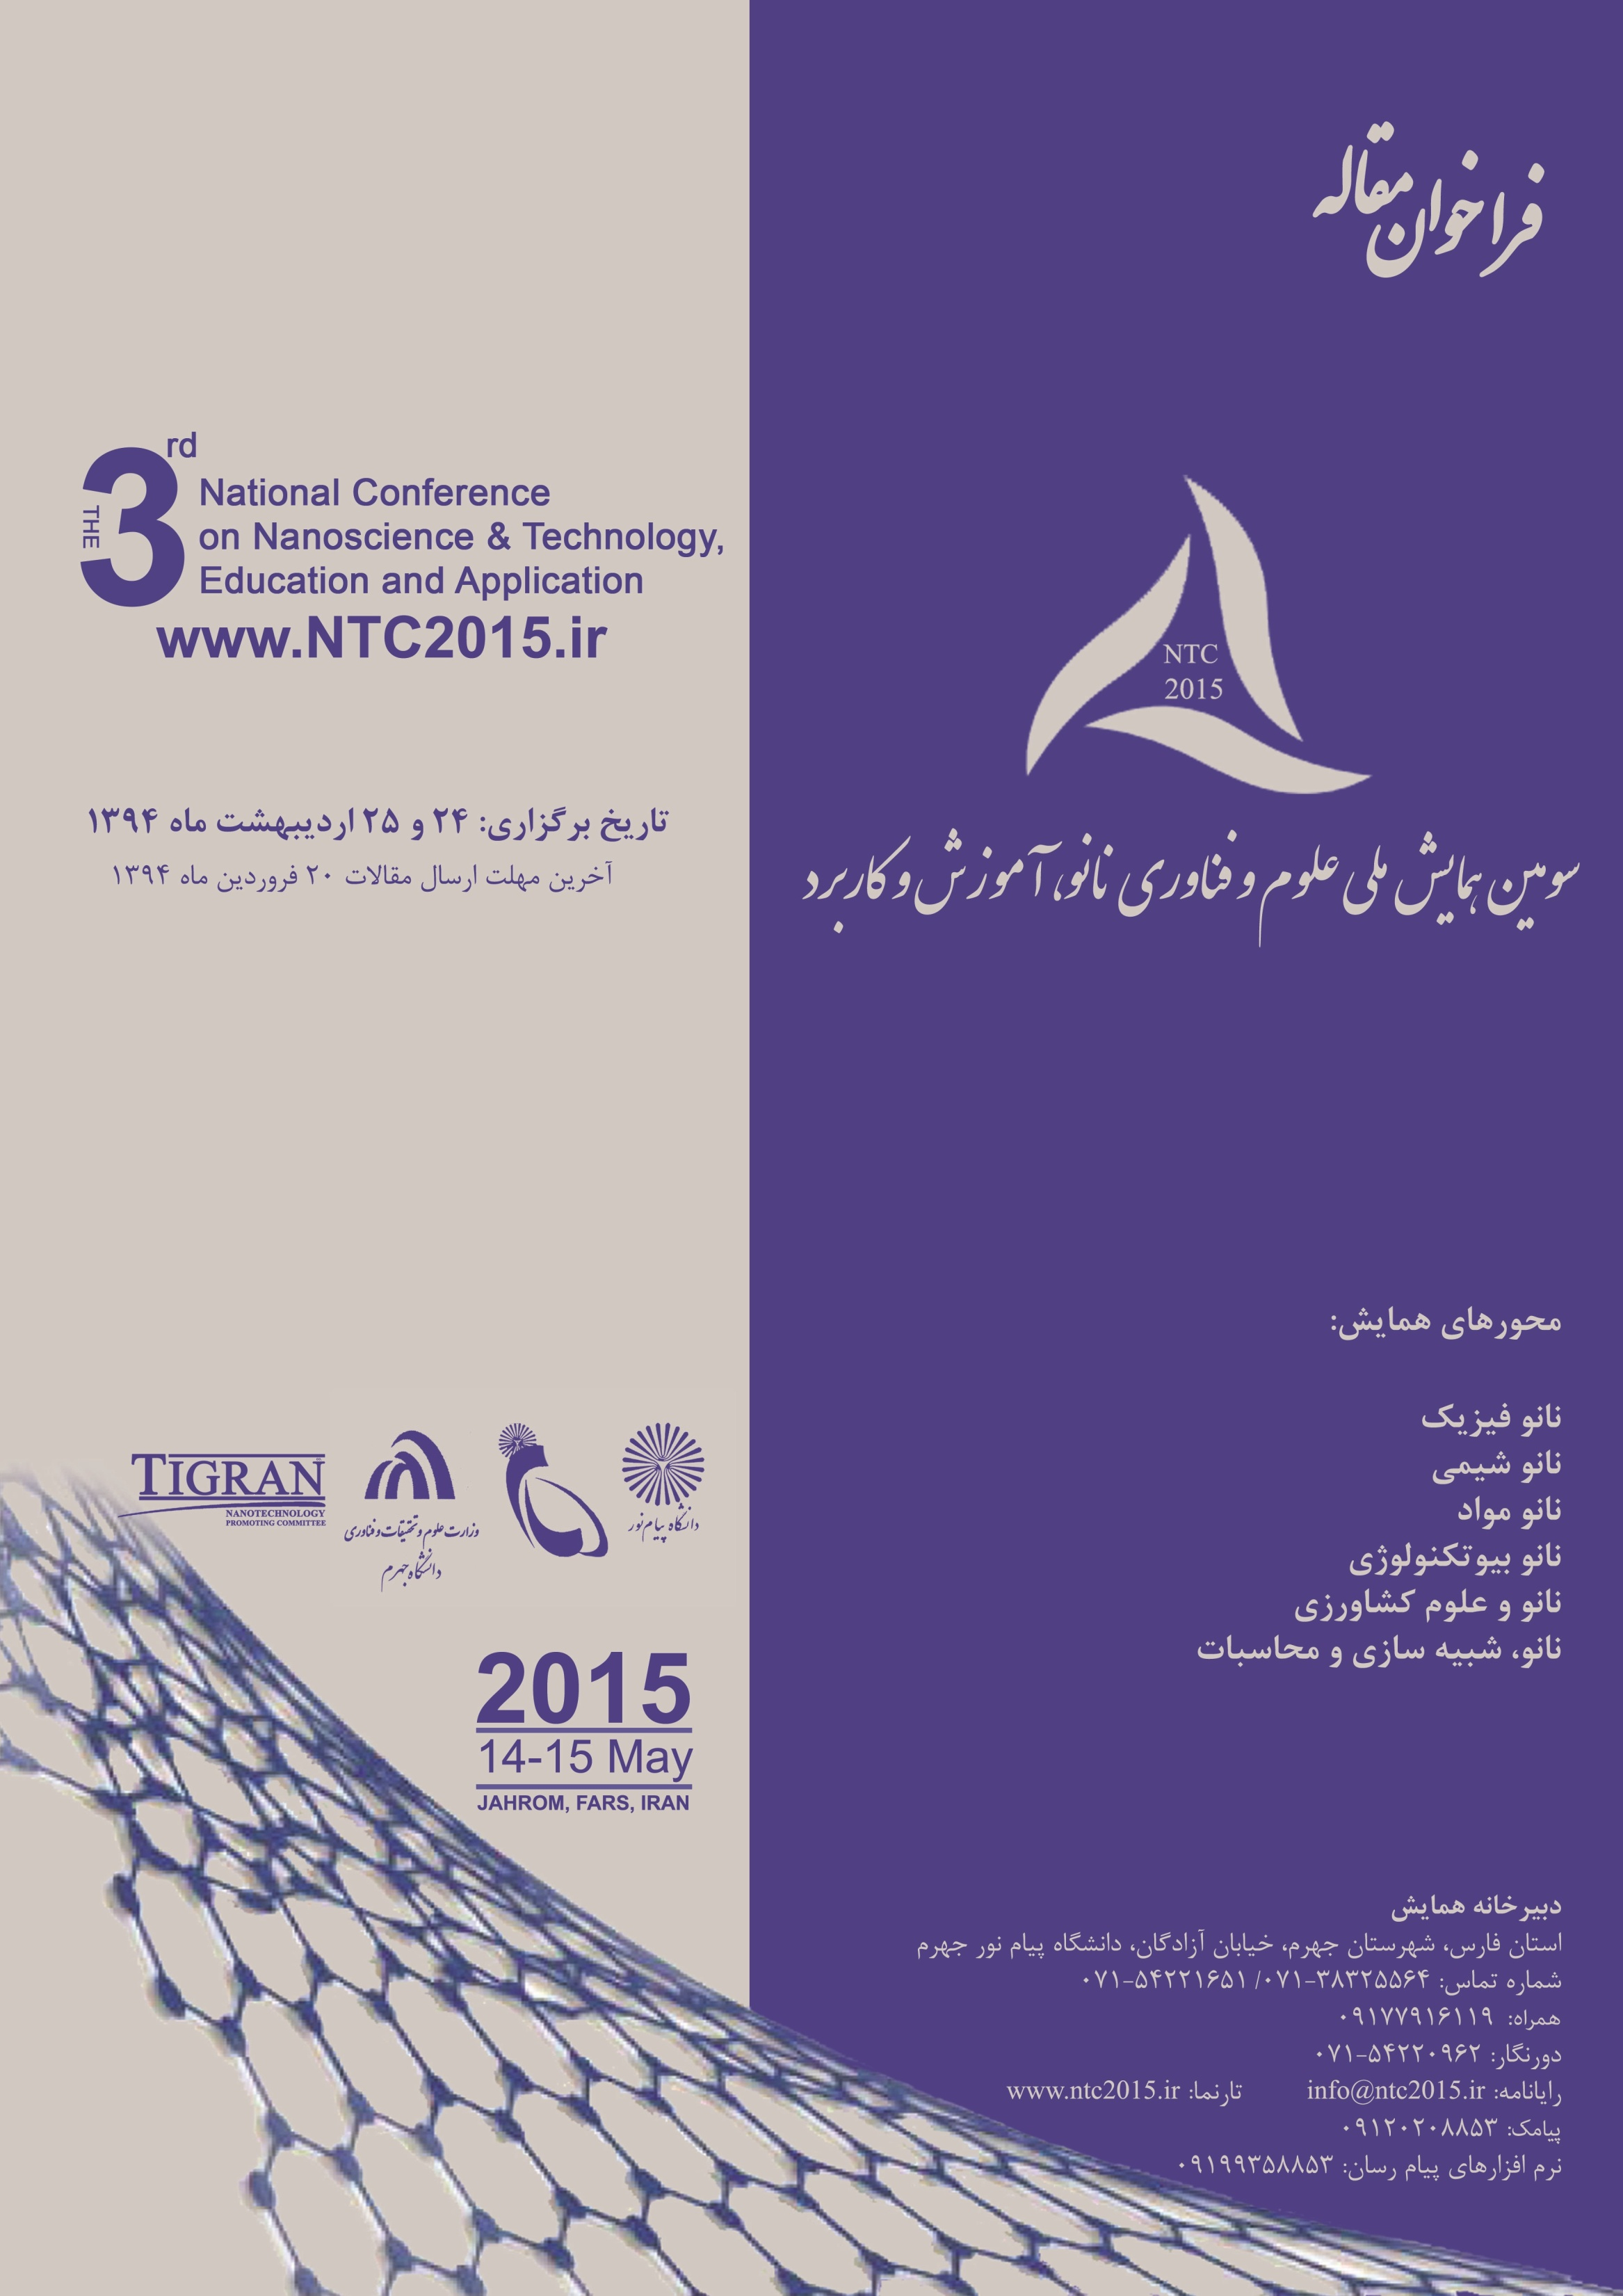 فراخوان مقاله
THE 3rd
National Conference
on Nanoscience & Technology,
Education and Application
www.NTC2015.ir
NTC
2015
تاریخ برگزاری: ۲۴ و ۲۵ اردیبهشت ماه ۱۳۹۴
آخرین مهلت ارسال مقالات ۲۰ فروردین ماه ۱۳۹۴
سومین همایش ملی علوم و فناوری نانو، آموزش و کاربرد
محورهای همایش:
نانو فیزیک
نانو شیمی
نانو مواد
نانو بیوتکنولوژی
نانو و علوم کشاورزی
نانو، شبیه سازی و محاسبات
TIGRAN
NANOTECHNOLOGY
PROMOTING COMMITTEE
وزارت علوم و تحقیقات و فناوری
دانشگاه جهرم
دانشگاه پیام نور
2015
14-15 May
JAHROM, FARS, IRAN
دبیرخانه همایش
استان فارس، شهرستان جهرم، خیابان آزادگان، دانشگاه پیام نور جهرم
شماره تماس: ۰۷۱-۳۸۳۲۵۵۶۴/ ۰۷۱-۵۴۲۲۱۶۵۱
همراه: ۰۹۱۷۷۹۱۶۱۱۹
دورنگار: ۰۷۱-۵۴۲۲۰۹۶۲
رایانامه: info@ntc2015.ir تارنما: www.ntc2015.ir
پیامک: ۰۹۱۲۰۲۰۸۸۵۳
نرم افزارهای پیام رسان: ۰۹۱۹۹۳۵۸۸۵۳